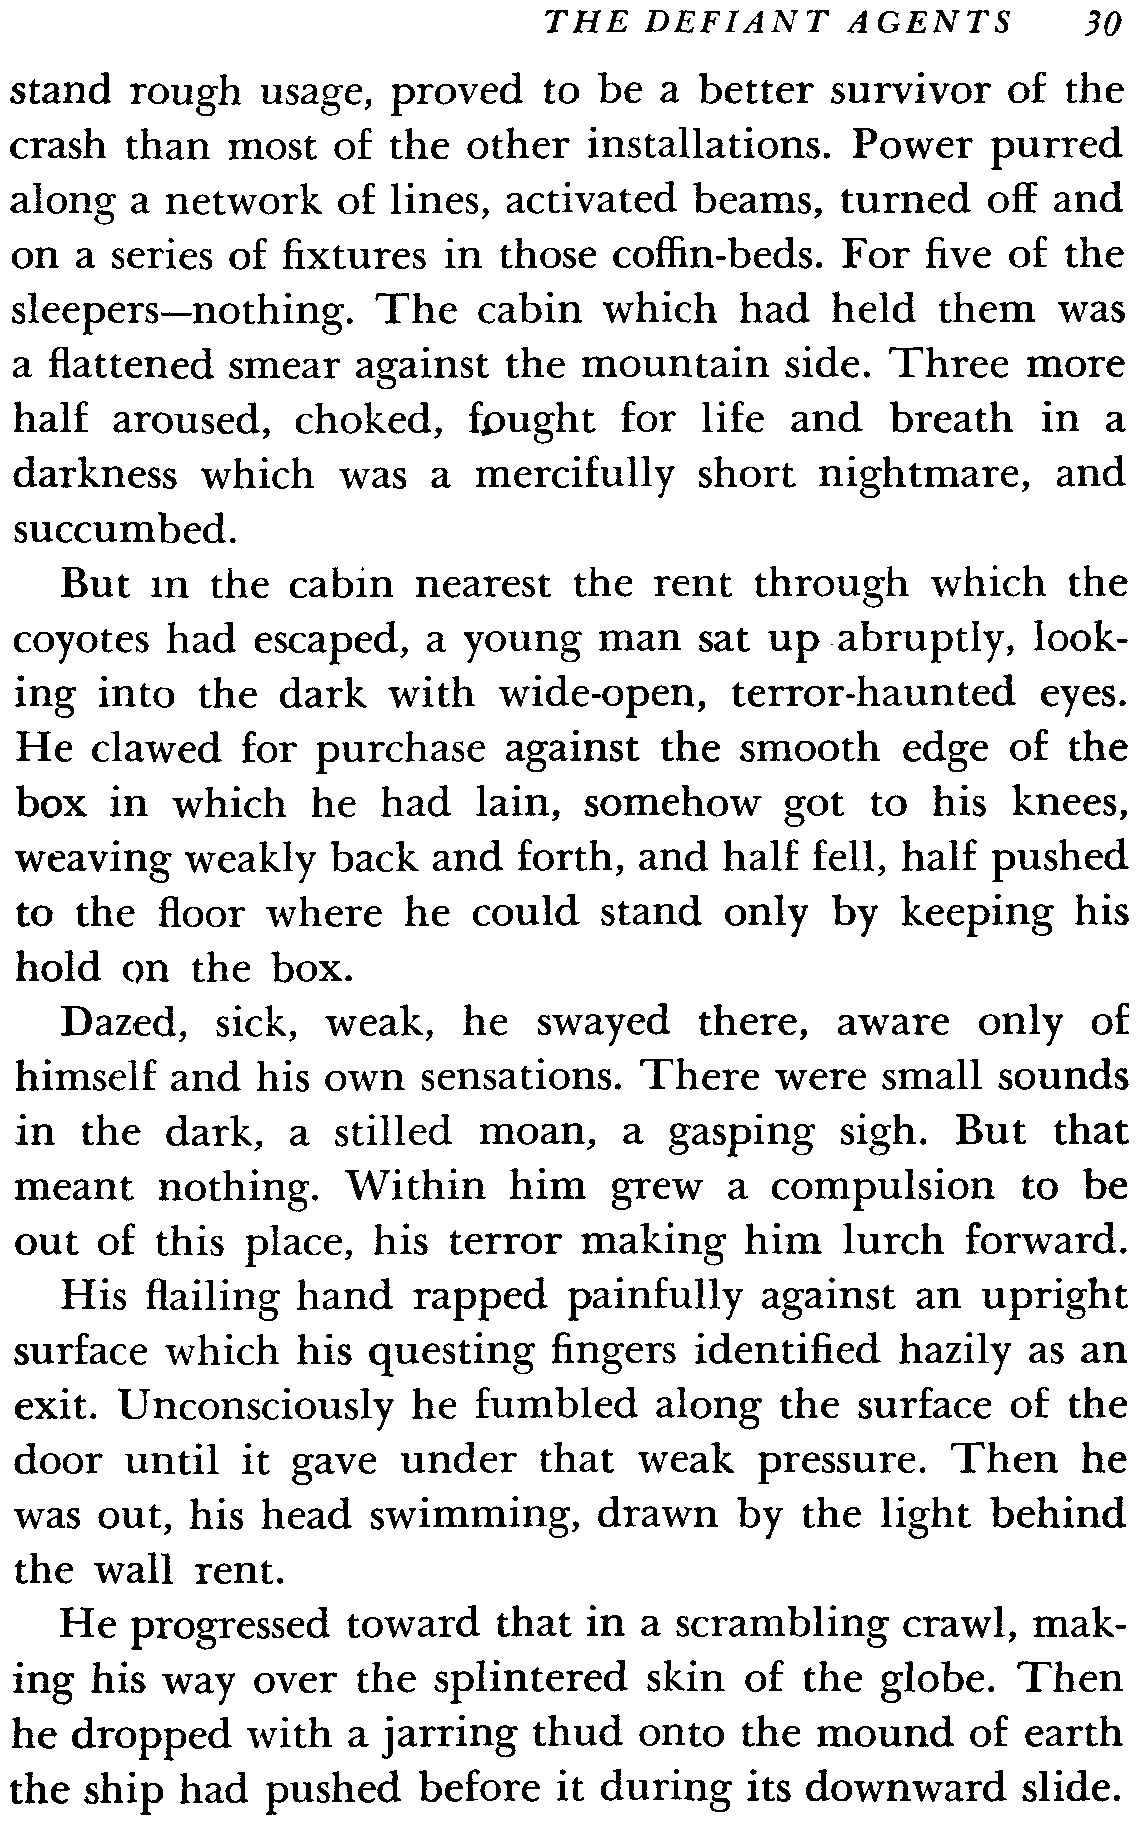 THE DEFIANT AGENTS 30
stand rough usage, proved to be a better survivor of the
crash than most of the other installations. Power purred
along a network of lines, activated beams, turned off and
on a series of fixtures in those coffin-beds. For five of the
sleepers—nothing. The cabin which had held them was
a flattened smear against the mountain side. Three more
half aroused, choked, fought for life and breath in a
darkness which was a mercifully short nightmare, and
succumbed.
But in the cabin nearest the rent through which the
coyotes had escaped, a young man sat up abruptly, look-
ing into the dark with wide-open, terror-haunted eyes.
He clawed for purchase against the smooth edge of the
box in which he had lain, somehow got to his knees,
weaving weakly back and forth, and half fell, half pushed
to the floor where he could stand only by keeping his
hold on the box.
Dazed, sick, weak, he swayed there, aware only of
himself and his own sensations. There were small sounds
in the dark, a stilled moan, a gasping sigh. But that
meant nothing. Within him grew a compulsion to be
out of this place, his terror making him lurch forward.
His flailing hand rapped painfully against an upright
surface which his questing fingers identified hazily as an
exit. Unconsciously he fumbled along the surface of the
door until it gave under that weak pressure. Then he
was out, his head swimming, drawn by the light behind
the wall rent.
He progressed toward that in a scrambling crawl, mak-
ing his way over the splintered skin of the globe. Then
he dropped with a jarring thud onto the mound of earth
the ship had pushed before it during its downward slide.